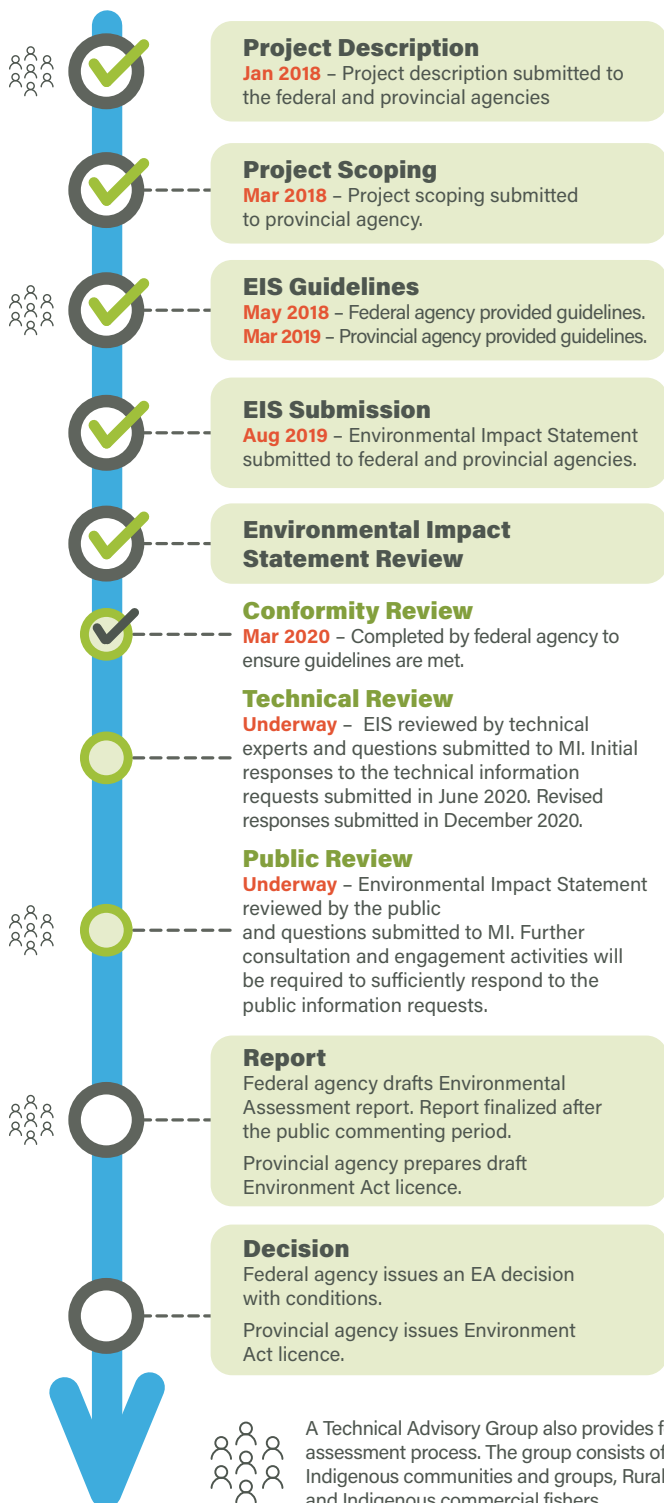 Project Description
Jan 2018 – Project description submitted to
the federal and provincial agencies
Project Scoping
Mar 2018 – Project scoping submitted
to provincial agency.
EIS Guidelines
May 2018 – Federal agency provided guidelines.
Mar 2019 – Provincial agency provided guidelines.
EIS Submission
Aug 2019 – Environmental Impact Statement
submitted to federal and provincial agencies.
Environmental Impact
Statement Review
Conformity Review
Mar 2020 – Completed by federal agency to
ensure guidelines are met.
Technical Review
Underway – EIS reviewed by technical
experts and questions submitted to MI. Initial
responses to the technical information
requests submitted in June 2020. Revised
responses submitted in December 2020.
Public Review
Underway – Environmental Impact Statement
reviewed by the public
and questions submitted to MI. Further
consultation and engagement activities will
be required to sufficiently respond to the
public information requests.
Report
Federal agency drafts Environmental
Assessment report. Report finalized after
the public commenting period.
Provincial agency prepares draft
Environment Act licence.
Decision
Federal agency issues an EA decision
with conditions.
Provincial agency issues Environment
Act licence.
A Technical Advisory Group also provides
assessment process. The group consists of
Indigenous communities and groups, Rural
and Indigenous commercial fishers